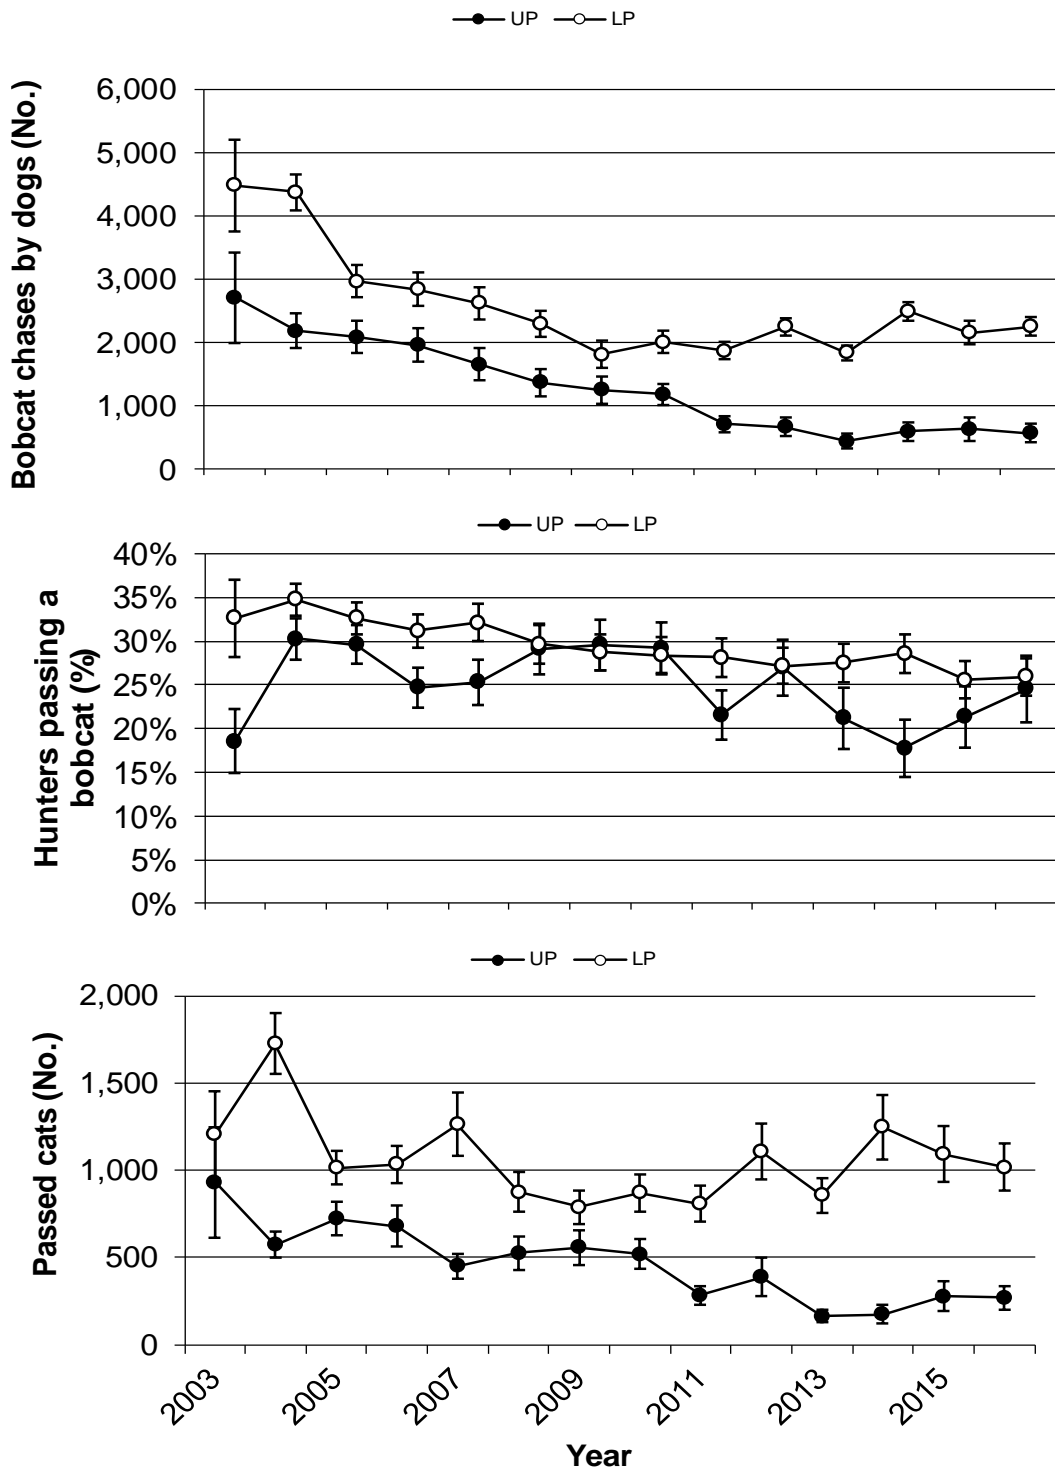 UP LP
Bobcat chases by dogs (No.)
6,000
5,000
4,000
3,000
2,000
1,000
0
UP LP
Hunters passing a
bobcat (%)
40%
35%
30%
25%
20%
15%
10%
5%
0%
UP LP
Passed cats (No.)
2,000
1,500
1,000
500
0
2003 2005 2007 2009 2011 2013 2015
Year